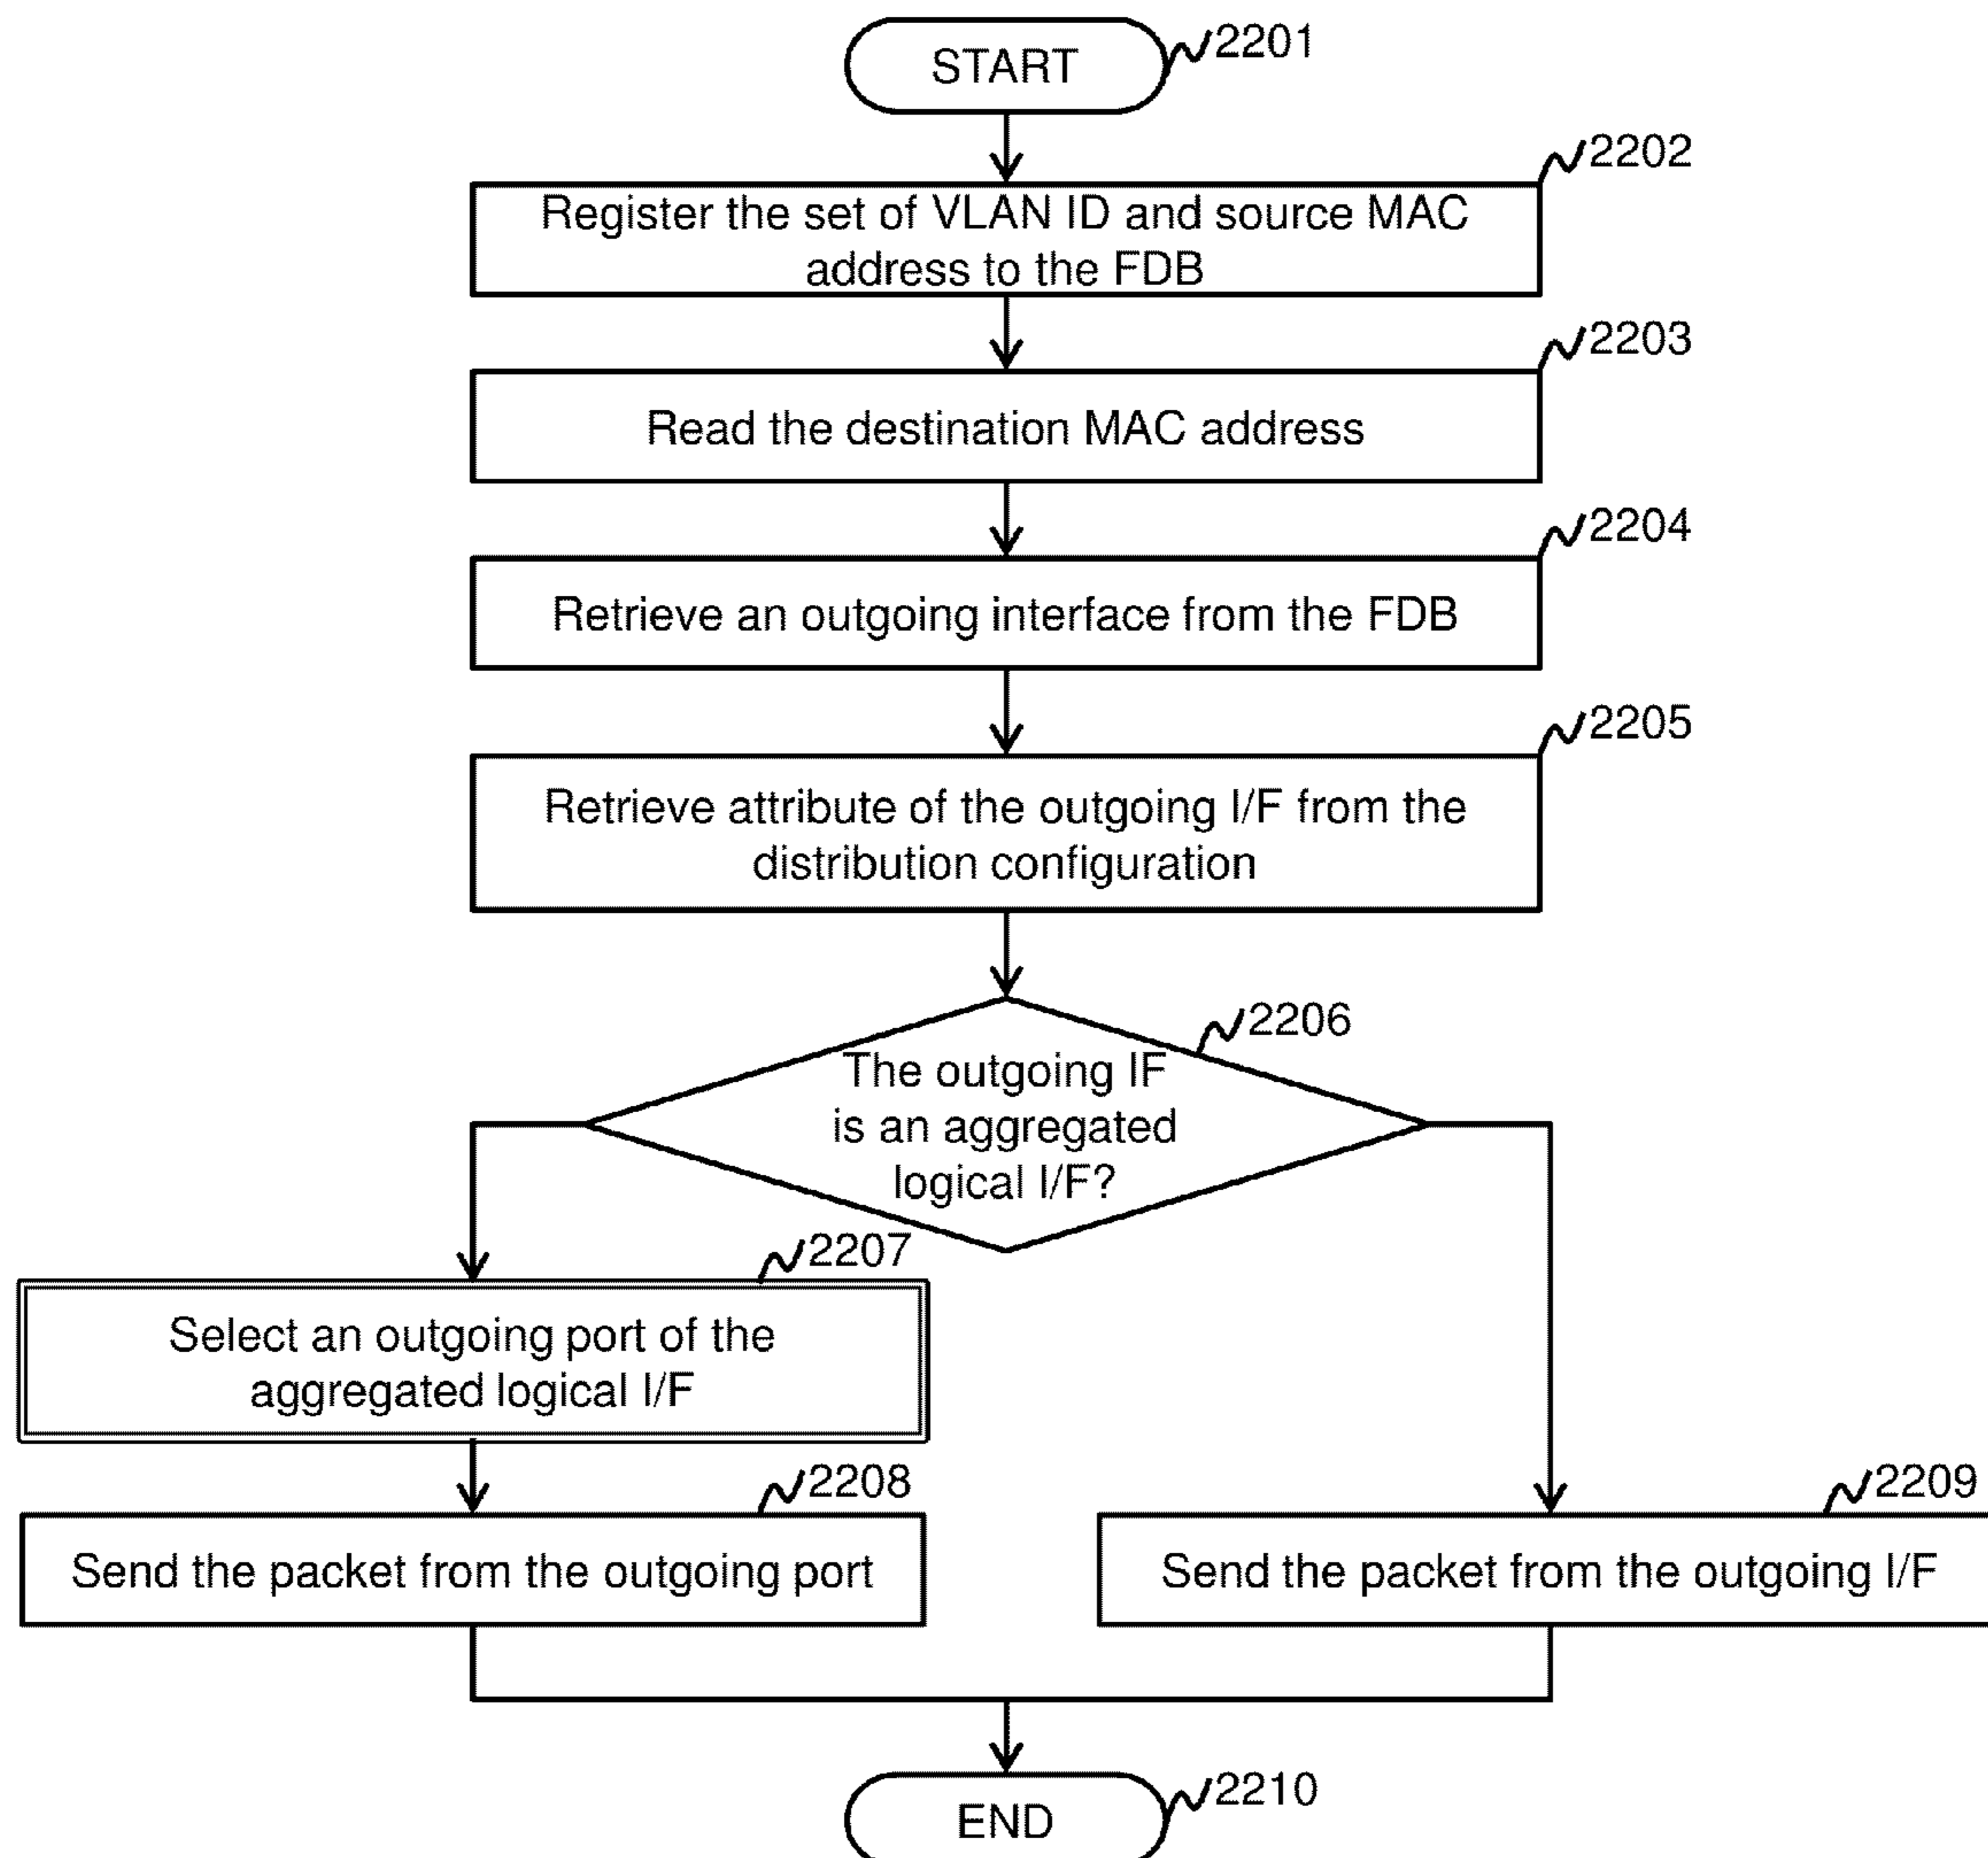 START
2201
2202
Register the set of VLAN ID and source MAC
address to the FDB
2203
Read the destination MAC address
2204
Retrieve an outgoing interface from the FDB
2205
Retrieve attribute of the outgoing I/F from the
distribution configuration
2206
The outgoing IF
is an aggregated
logical I/F?
2207
Select an outgoing port of the
aggregated logical I/F
2208
Send the packet from the outgoing port
2209
Send the packet from the outgoing I/F
2210
END